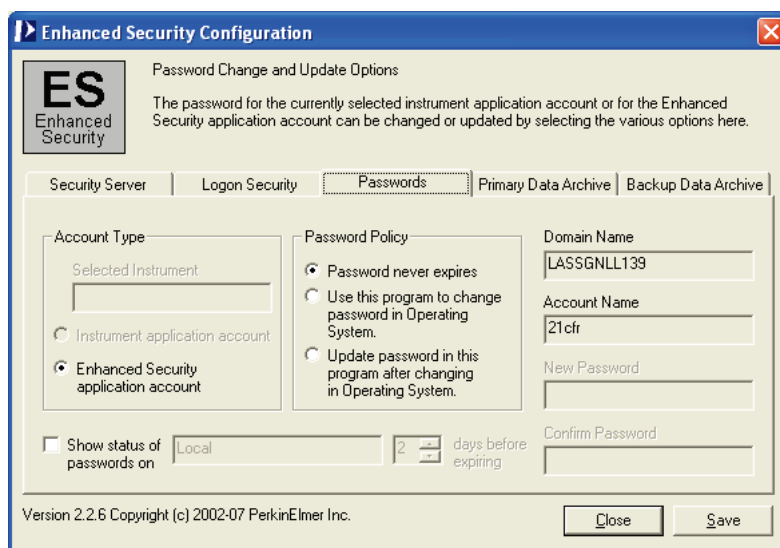 Enhanced Security Configuration
ES
Enhanced
Security
Password Change and Update Options
The password for the currently selected instrument application account or for the Enhanced
Security application account can be changed or updated by selecting the various options here.
Security Server
Logon Security
Passwords
Primary Data Archive
Backup Data Archive
Account Type
Selected Instrument
Instrument application account
Enhanced Security
application account
Password Policy
Password never expires
Use this program to change
password in Operating
System.
Update password in this
program after changing
in Operating System.
Domain Name
LASSGNLL139
Account Name
21cfr
New Password
Confirm Password
Show status of
passwords on
Local
2
days before
expiring
Version 2.2.6 Copyright (c) 2002-07 PerkinElmer Inc.
Close
Save